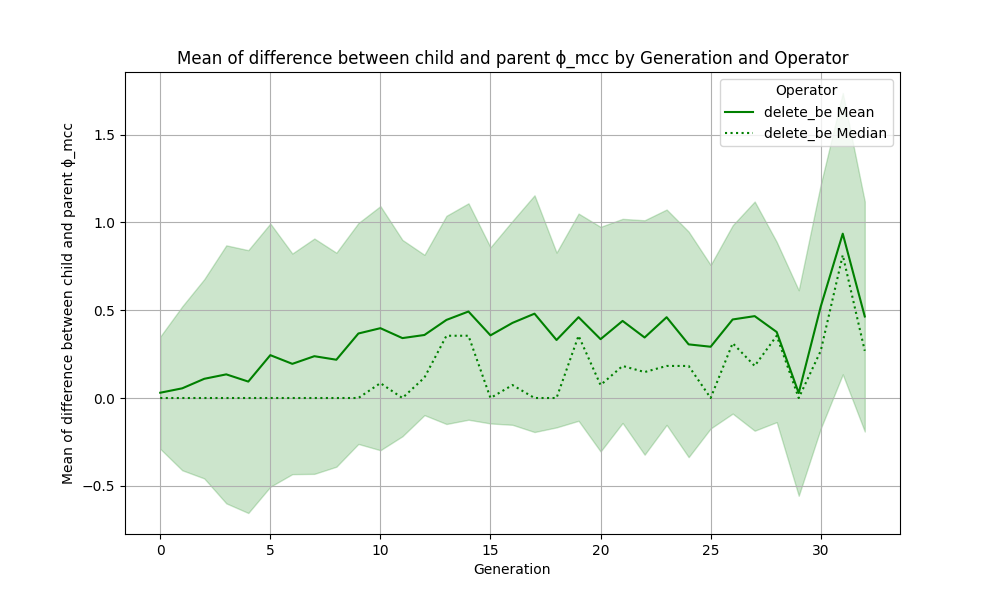 Mean of difference between child and parent ϕ_mcc by Generation and Operator
Mean of difference between child and parent ϕ_mcc
1.5
1.0
0.5
0.0
−0.5
Operator
delete_be Mean
delete_be Median
0 5 10 15 20 25 30
Generation